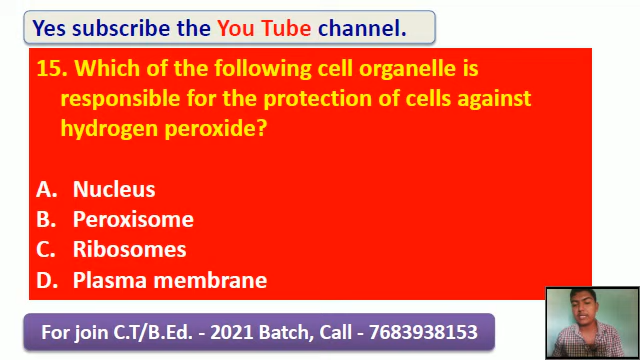 Yes subscribe the You Tube channel.
15. Which of the following cell organelle is
responsible for the protection of cells against
hydrogen peroxide?
A. Nucleus
B. Peroxisome
C. Ribosomes
D. Plasma membrane
For join C.T/B.Ed. - 2021 Batch, Call - 7683938153